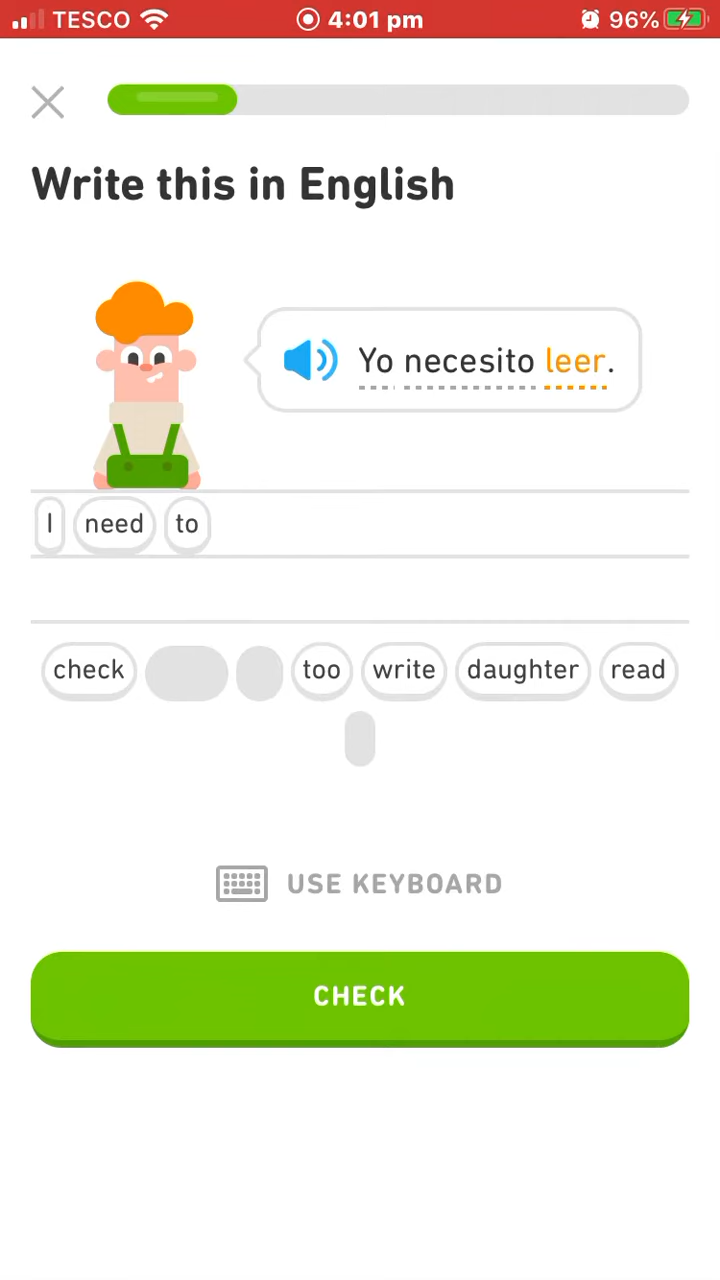 TESCO 4:01 pm 96%
Write this in English
Yo necesito leer.
I need to
check too write daughter read
USE KEYBOARD
CHECK